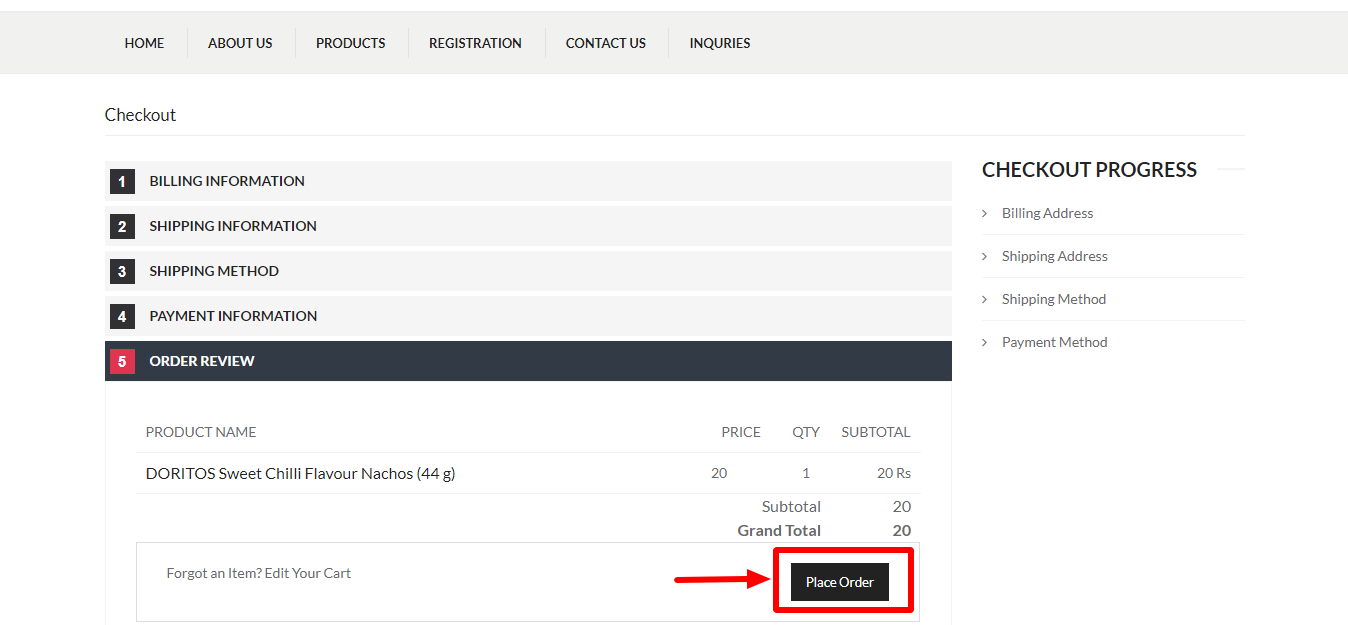 HOME ABOUT US PRODUCTS REGISTRATION CONTACT US INQURIES
Checkout
1 BILLING INFORMATION
2 SHIPPING INFORMATION
3 SHIPPING METHOD
4 PAYMENT INFORMATION
5 ORDER REVIEW
PRODUCT NAME PRICE QTY SUBTOTAL
DORITOS Sweet Chilli Flavour Nachos (44 g) 20 1 20 Rs
Subtotal 20
Grand Total 20
Forgot an Item? Edit Your Cart Place Order
CHECKOUT PROGRESS
Billing Address
Shipping Address
Shipping Method
Payment Method